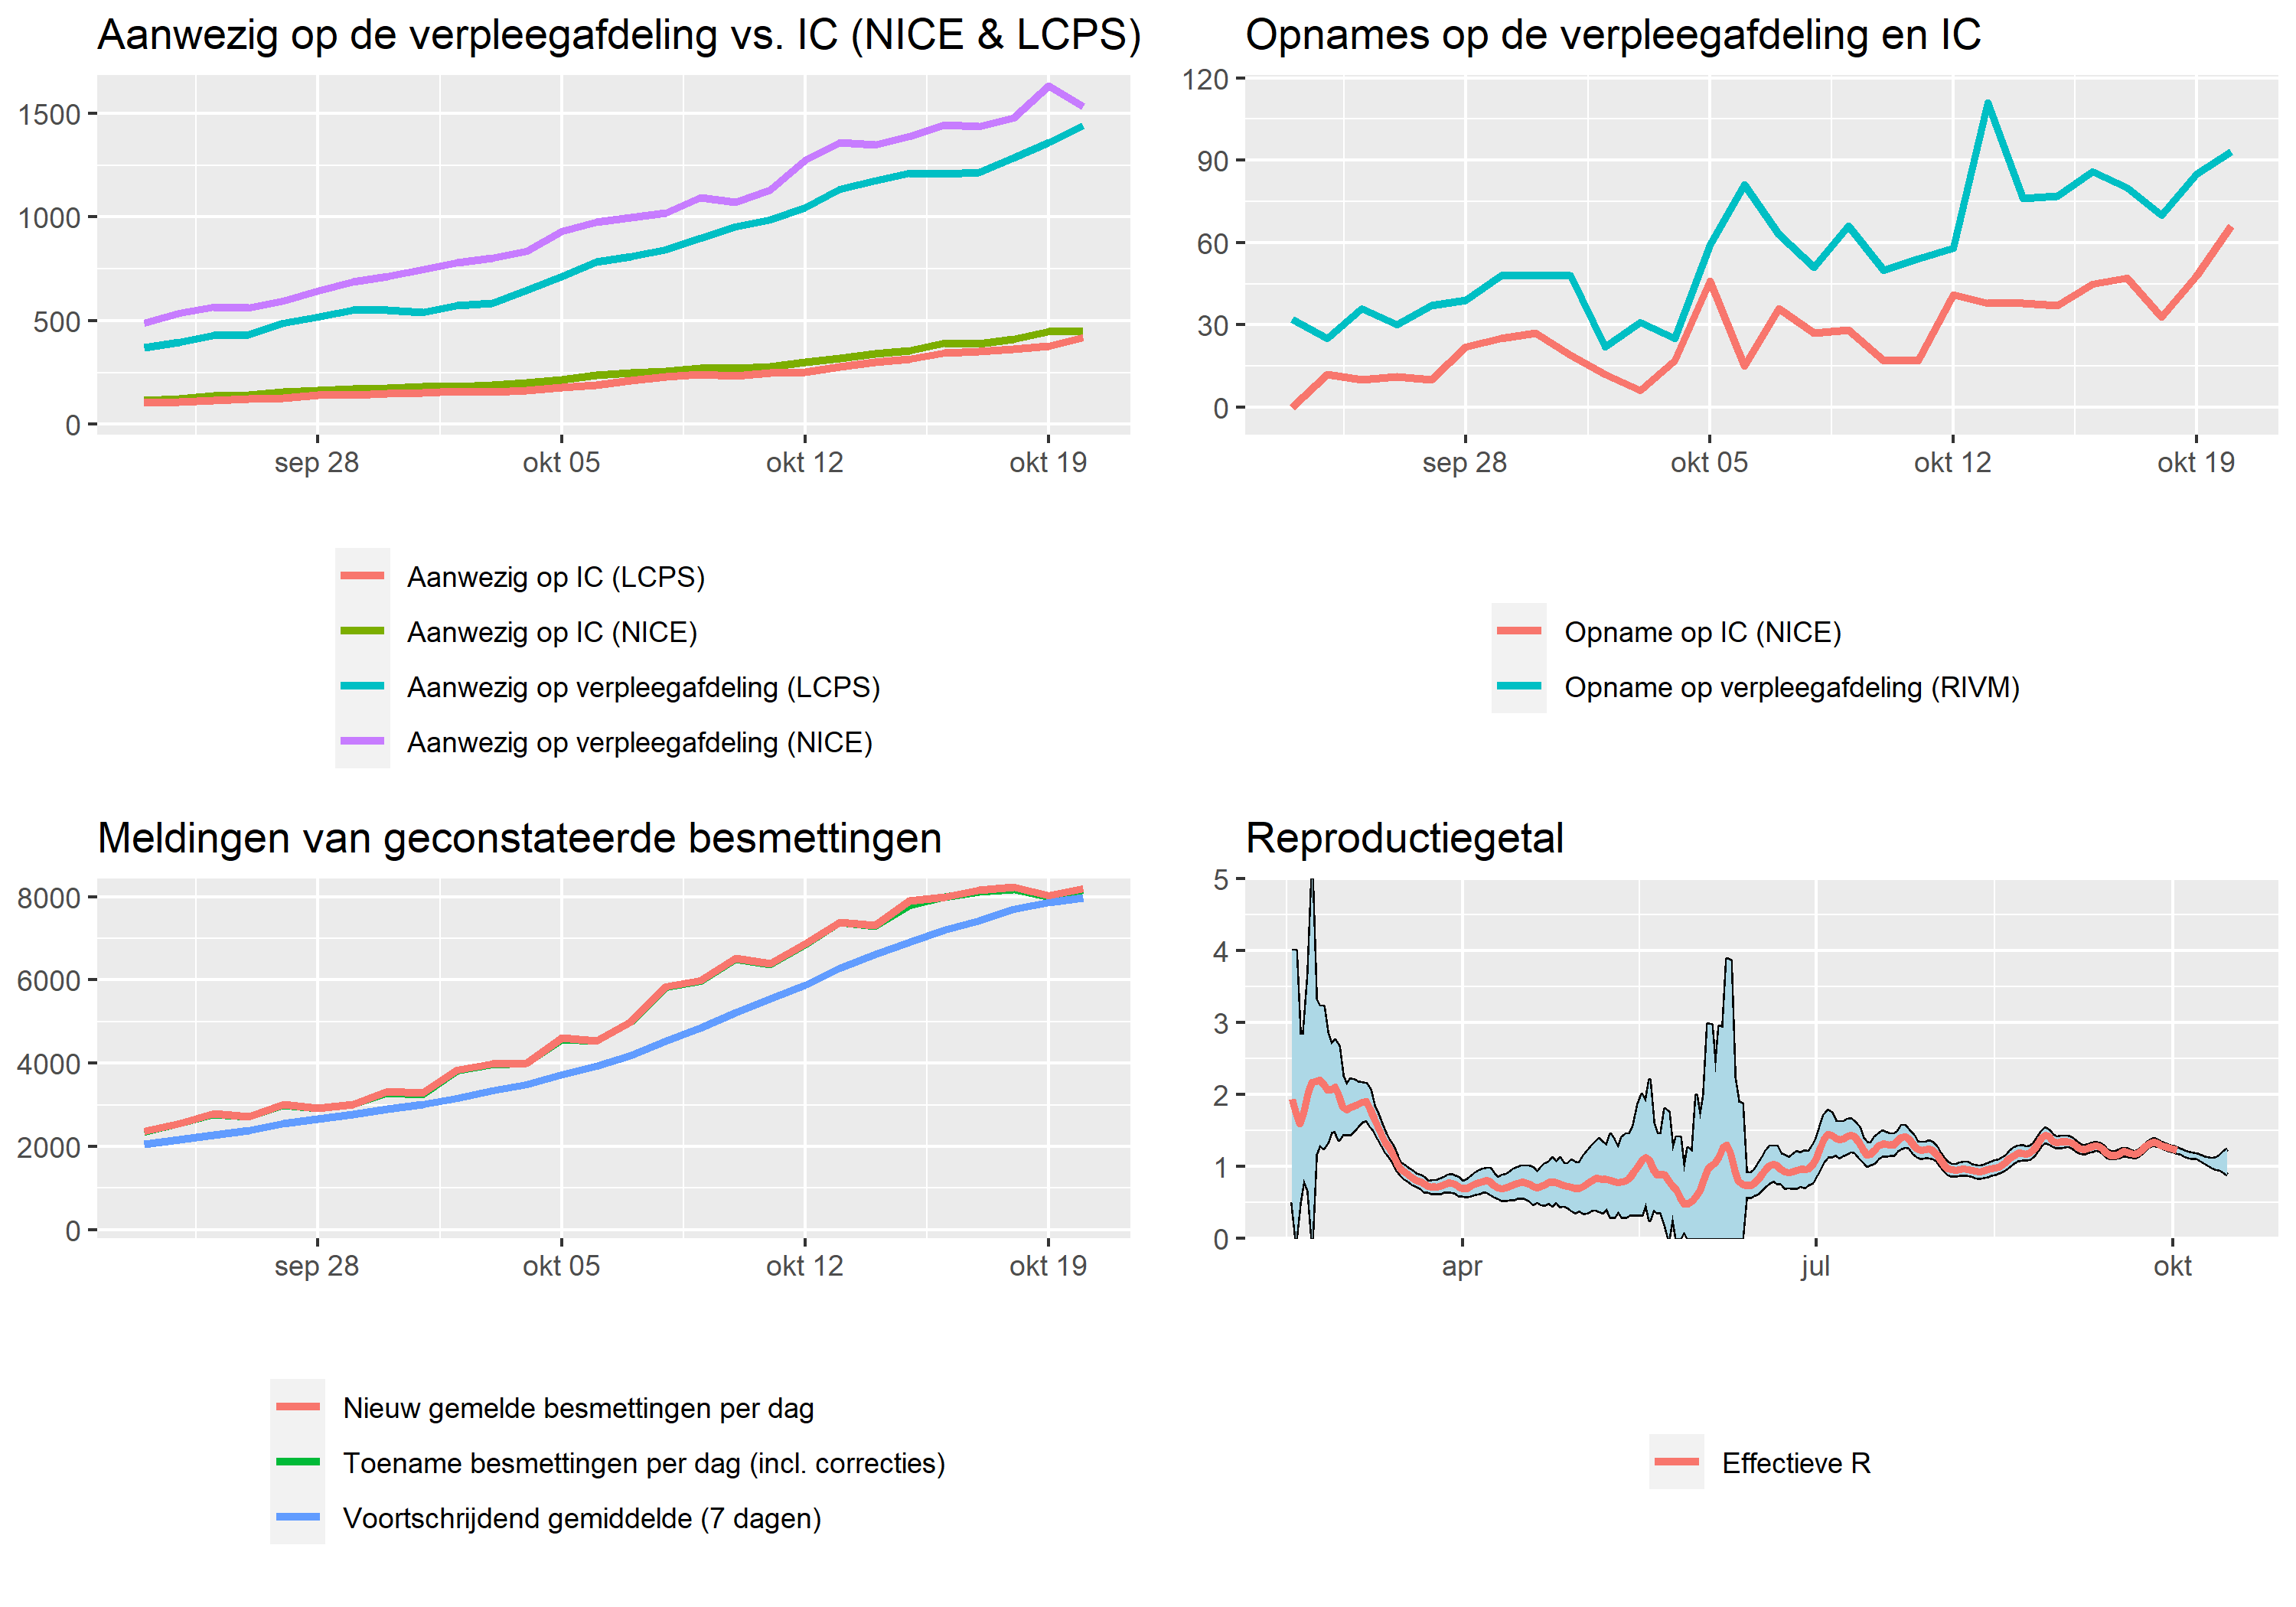 Aanwezig op de verpleegafdeling vs. IC (NICE & LCPS)
1500
1000
500
0
sep 28 okt 05 okt 12 okt 19
Aanwezig op IC (LCPS)
Aanwezig op IC (NICE)
Aanwezig op verpleegafdeling (LCPS)
Aanwezig op verpleegafdeling (NICE)
Opnames op de verpleegafdeling en IC
120
90
60
30
0
sep 28 okt 05 okt 12 okt 19
Opname op IC (NICE)
Opname op verpleegafdeling (RIVM)
Meldingen van geconstateerde besmettingen
8000
6000
4000
2000
0
sep 28 okt 05 okt 12 okt 19
Nieuw gemelde besmettingen per dag
Toename besmettingen per dag (incl. correcties)
Voortschrijdend gemiddelde (7 dagen)
Reproductiegetal
5
4
3
2
1
0
apr jul okt
Effectieve R